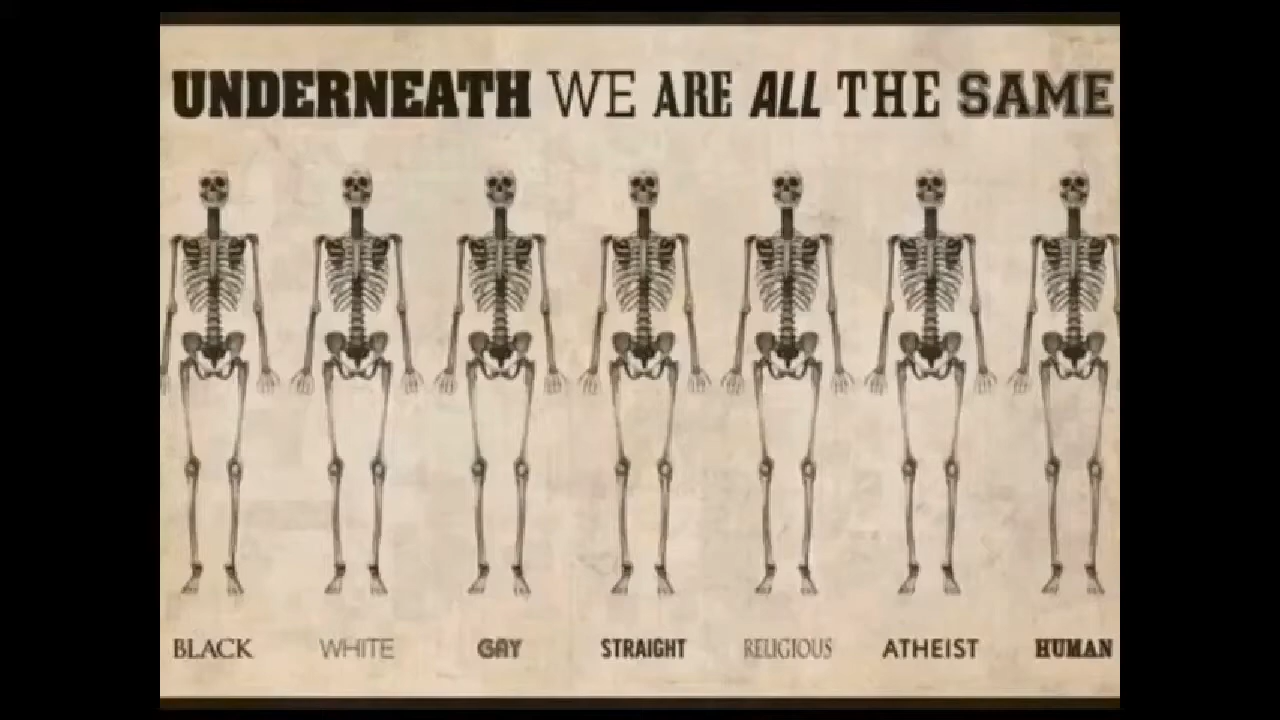 UNDERNEATH WE ARE ALL THE SAME
BLACK WHITE GAY STRAIGHT RELIGIOUS ATHEIST HUMAN